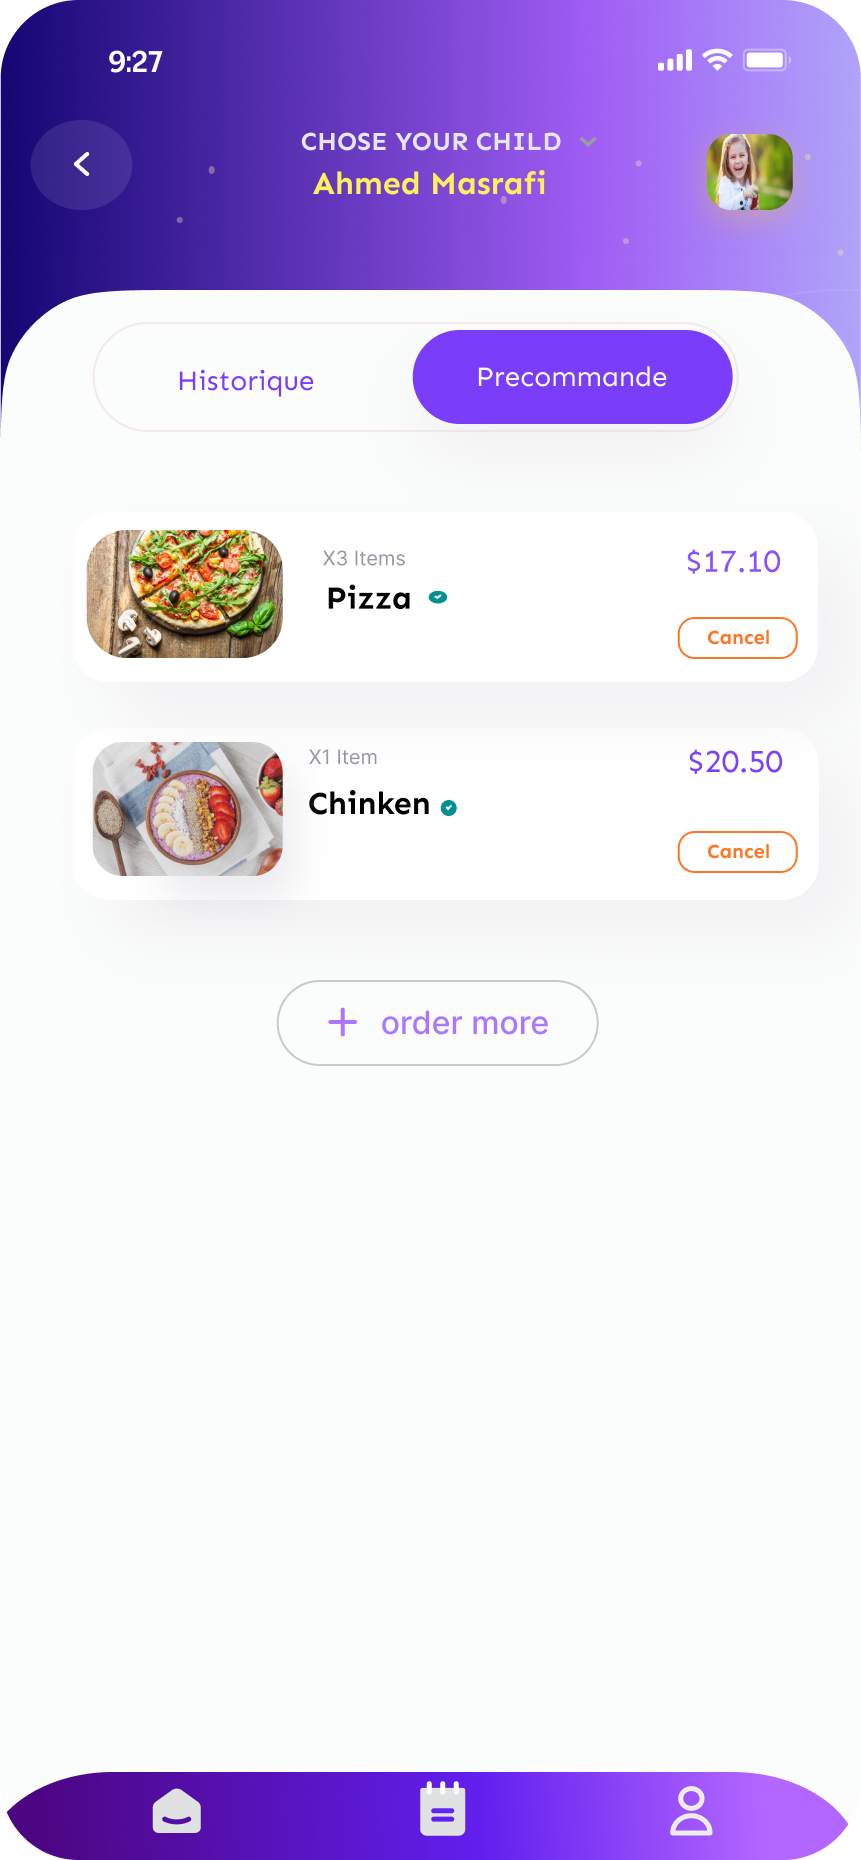 9:27
CHOSE YOUR CHILD
Ahmed Masrafi
Historique
Precommande
X3 Items
$17.10
Pizza
Cancel
X1 Item
$20.50
Chinken
Cancel
+ order more